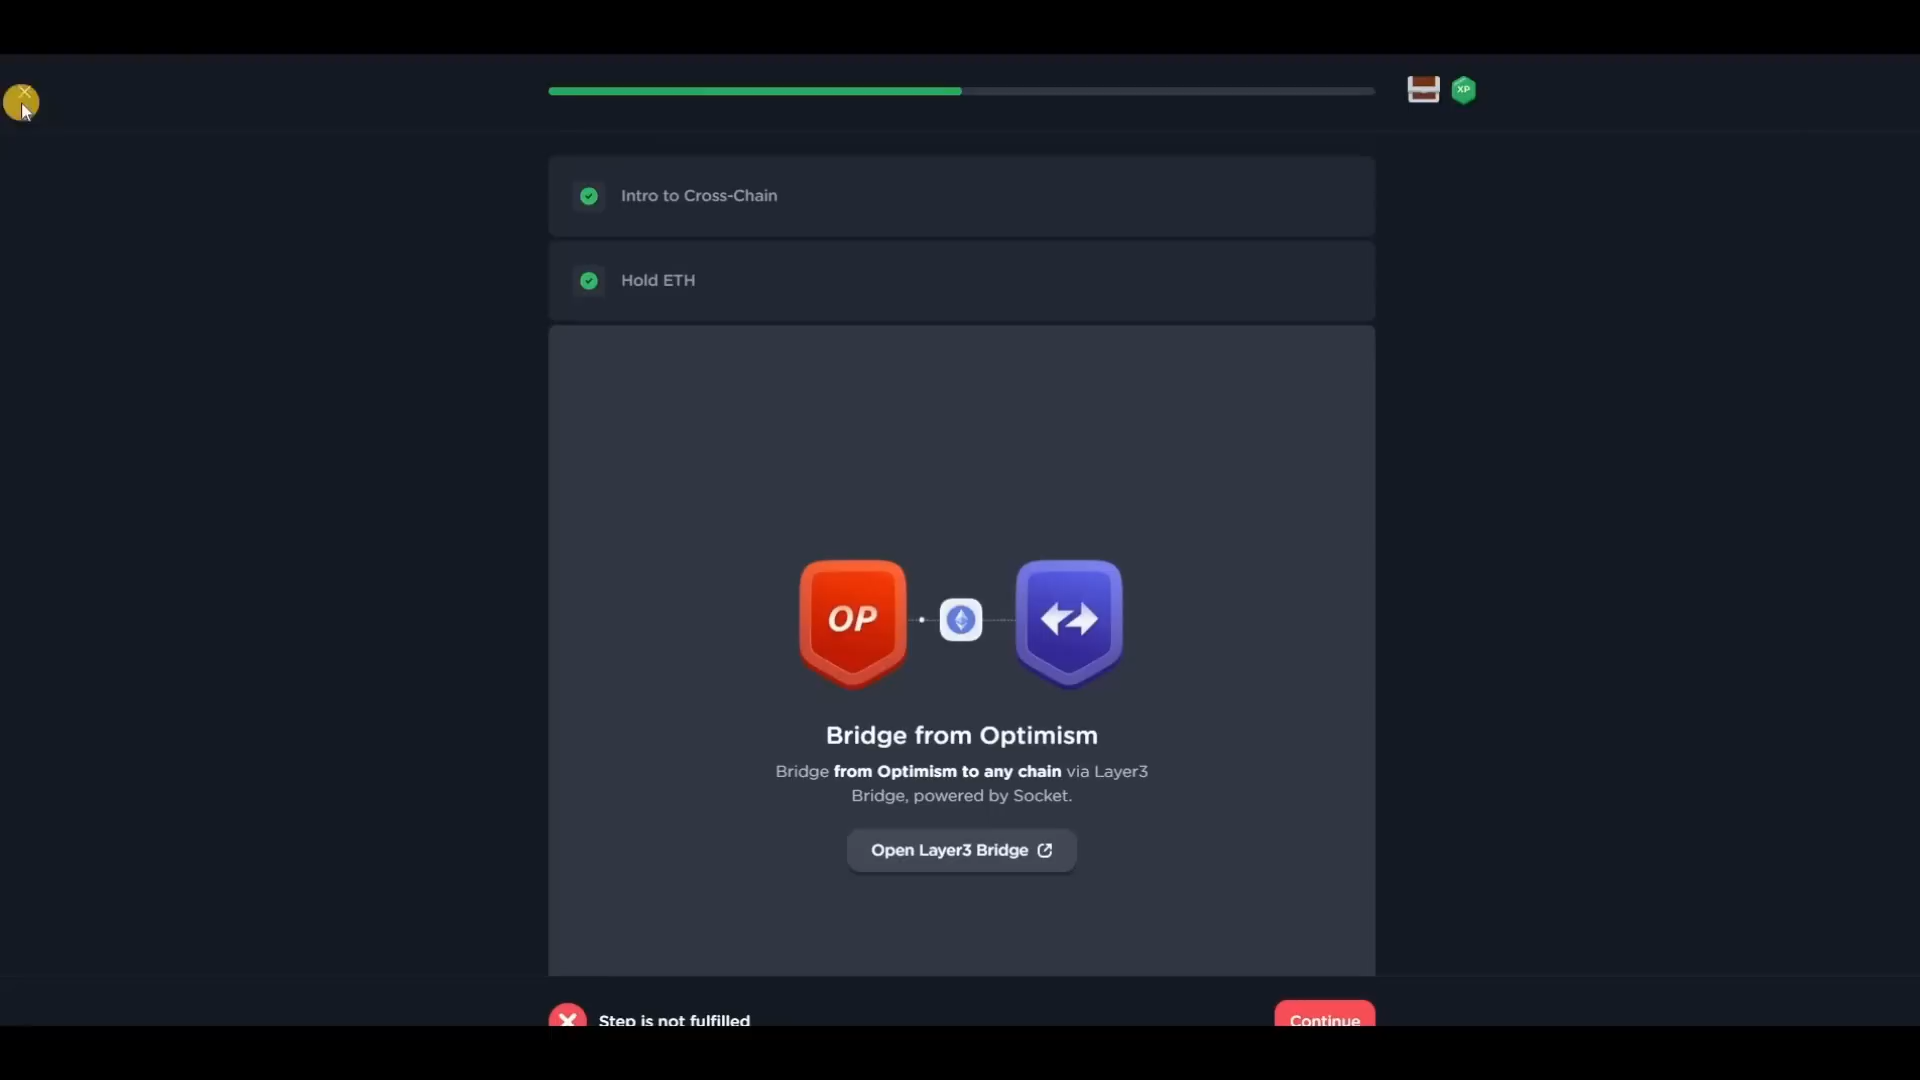 XP
Intro to Cross-Chain
Hold ETH
OP
Bridge from Optimism
Bridge from Optimism to any chain via Layer3
Bridge, powered by Socket.
Open Layer3 Bridge
Step is not fulfilled
Continue